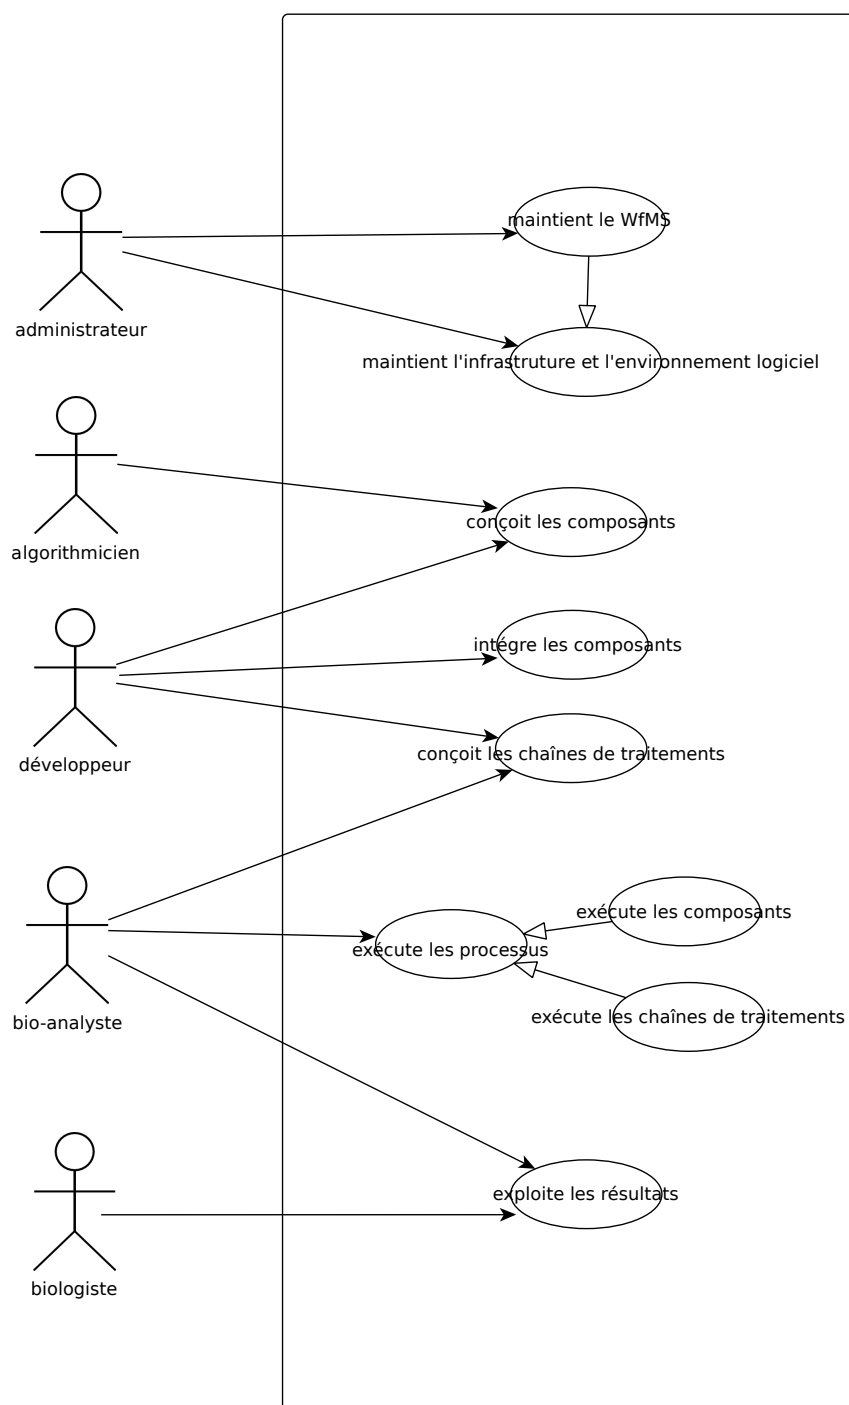 maintient le WfMS
administrateur
maintient l'infrastruture et l'environnement logiciel
conçoit les composants
algorithmicien
intégre les composants
conçoit les chaînes de traitements
développeur
exécute les composants
exécute les processus
exécute les chaînes de traitements
bio-analyste
exploite les résultats
biologiste